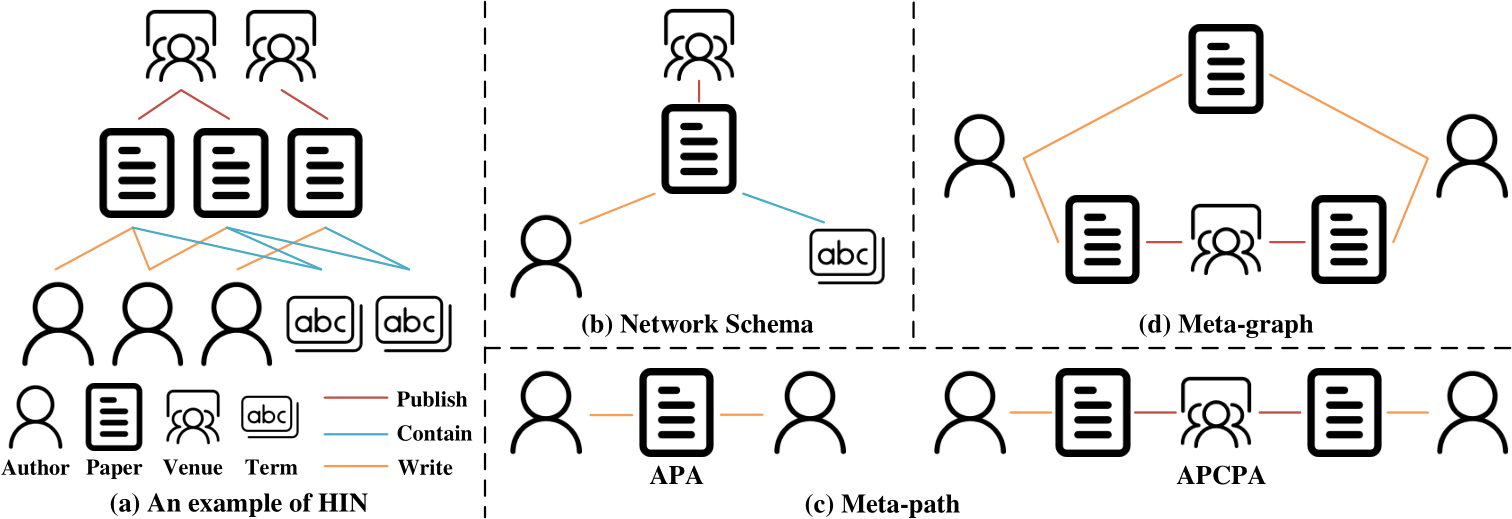 abc
abc
abc
Author
Paper
Venue
Term
Publish
Contain
Write
(a) An example of HIN
abc
(b) Network Schema
(d) Meta-graph
APA
APCPA
(c) Meta-path